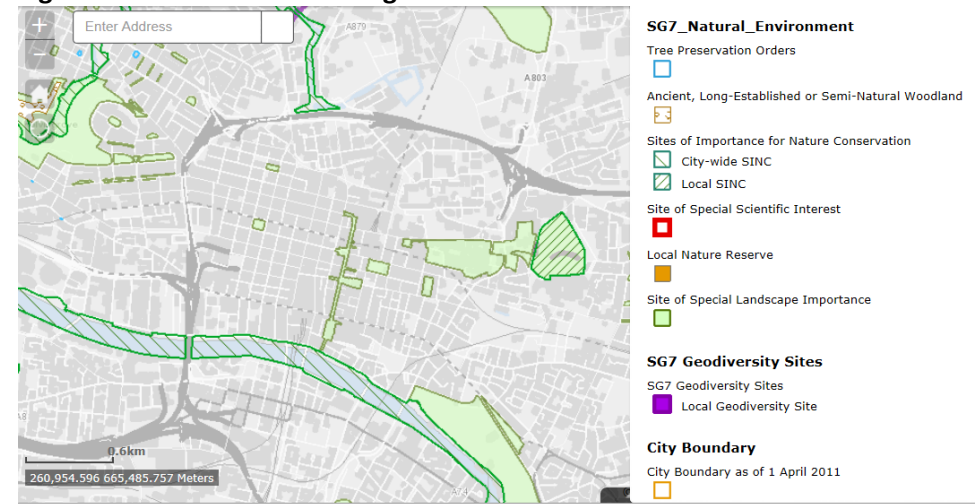 Enter Address
A879
A 803
A8
A74
0.6km
260,954.596 665,485.757 Meters
SG7_Natural_Environment
Tree Preservation Orders
Ancient, Long-Established or Semi-Natural Woodland
Sites of Importance for Nature Conservation
City-wide SINC
Local SINC
Site of Special Scientific Interest
Local Nature Reserve
Site of Special Landscape Importance
SG7 Geodiversity Sites
SG7 Geodiversity Sites
Local Geodiversity Site
City Boundary
City Boundary as of 1 April 2011